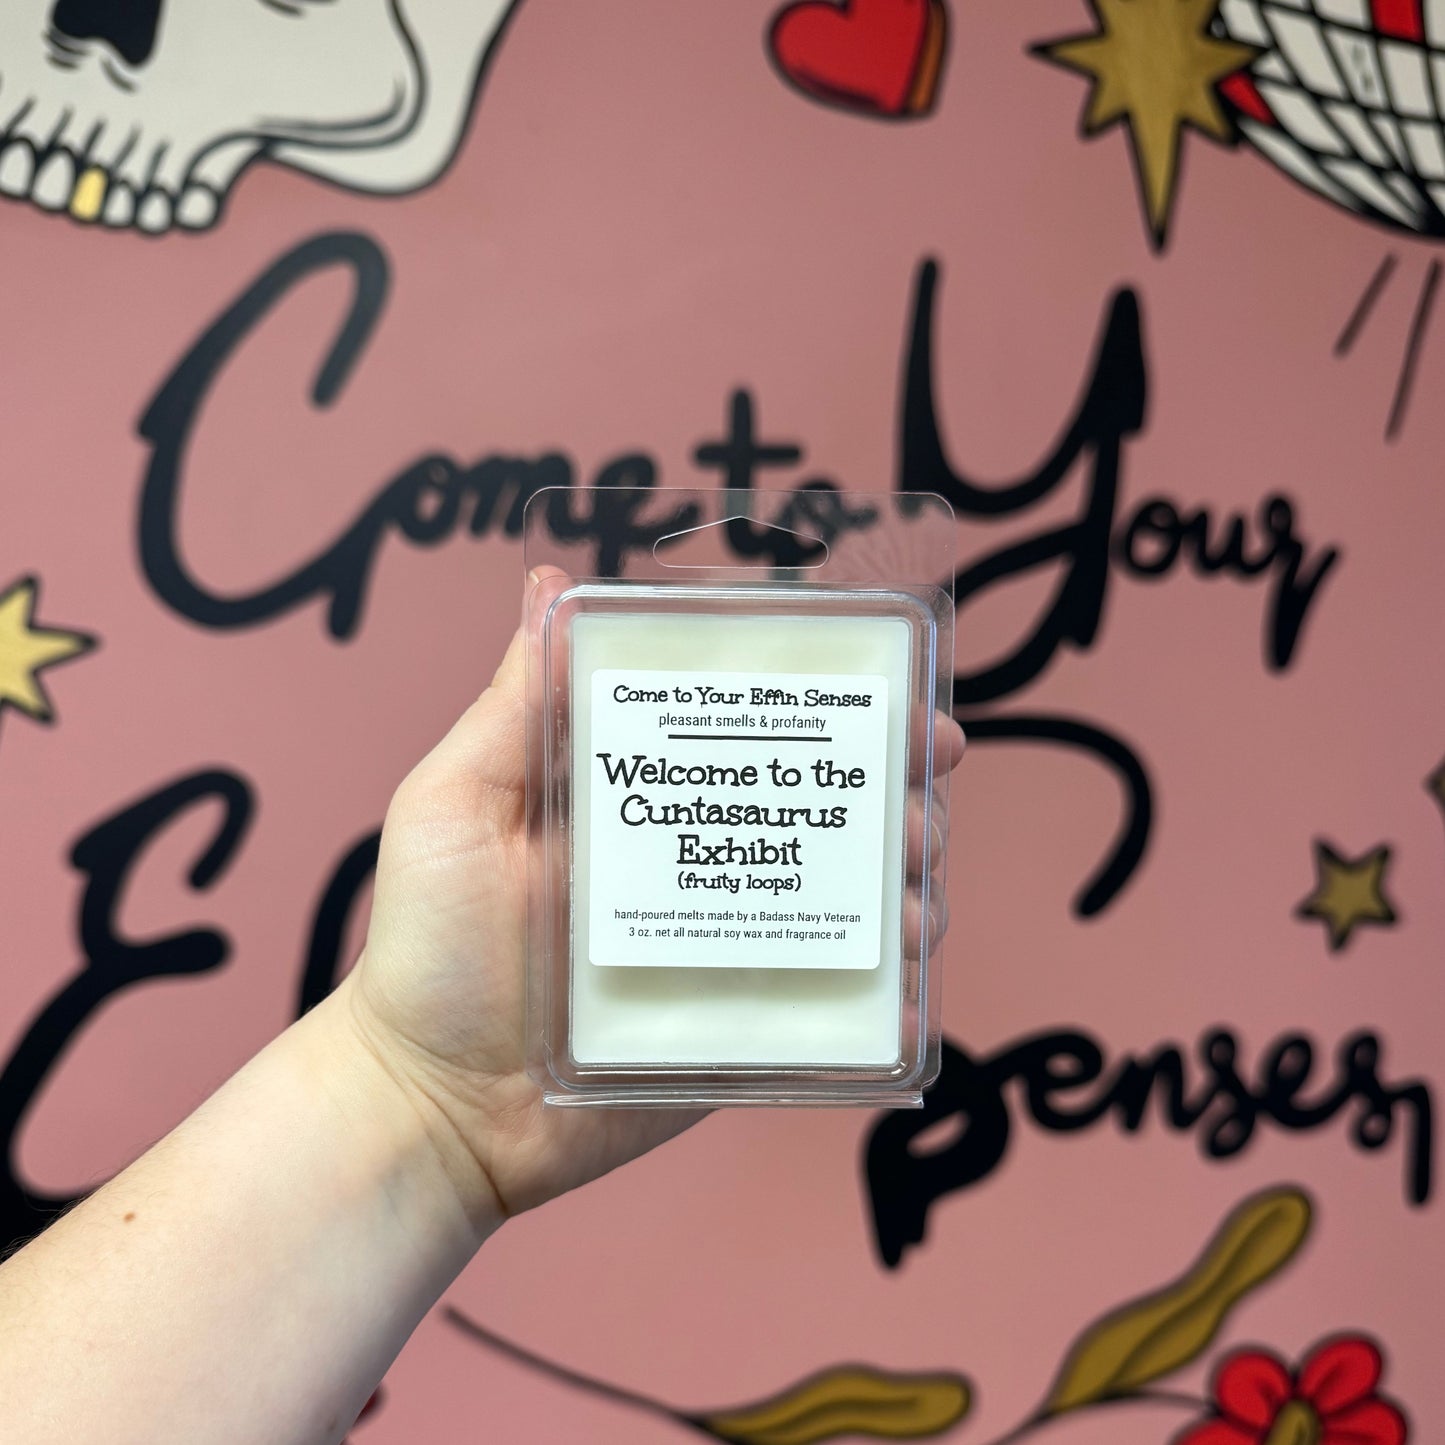 Come to Your
Senses
Come to Your Effin Senses
pleasant smells & profanity
Welcome to the
Cuntasaurus
Exhibit
(fruity loops)
hand-poured melts made by a Badass Navy Veteran
3 oz. net all natural soy wax and fragrance oil